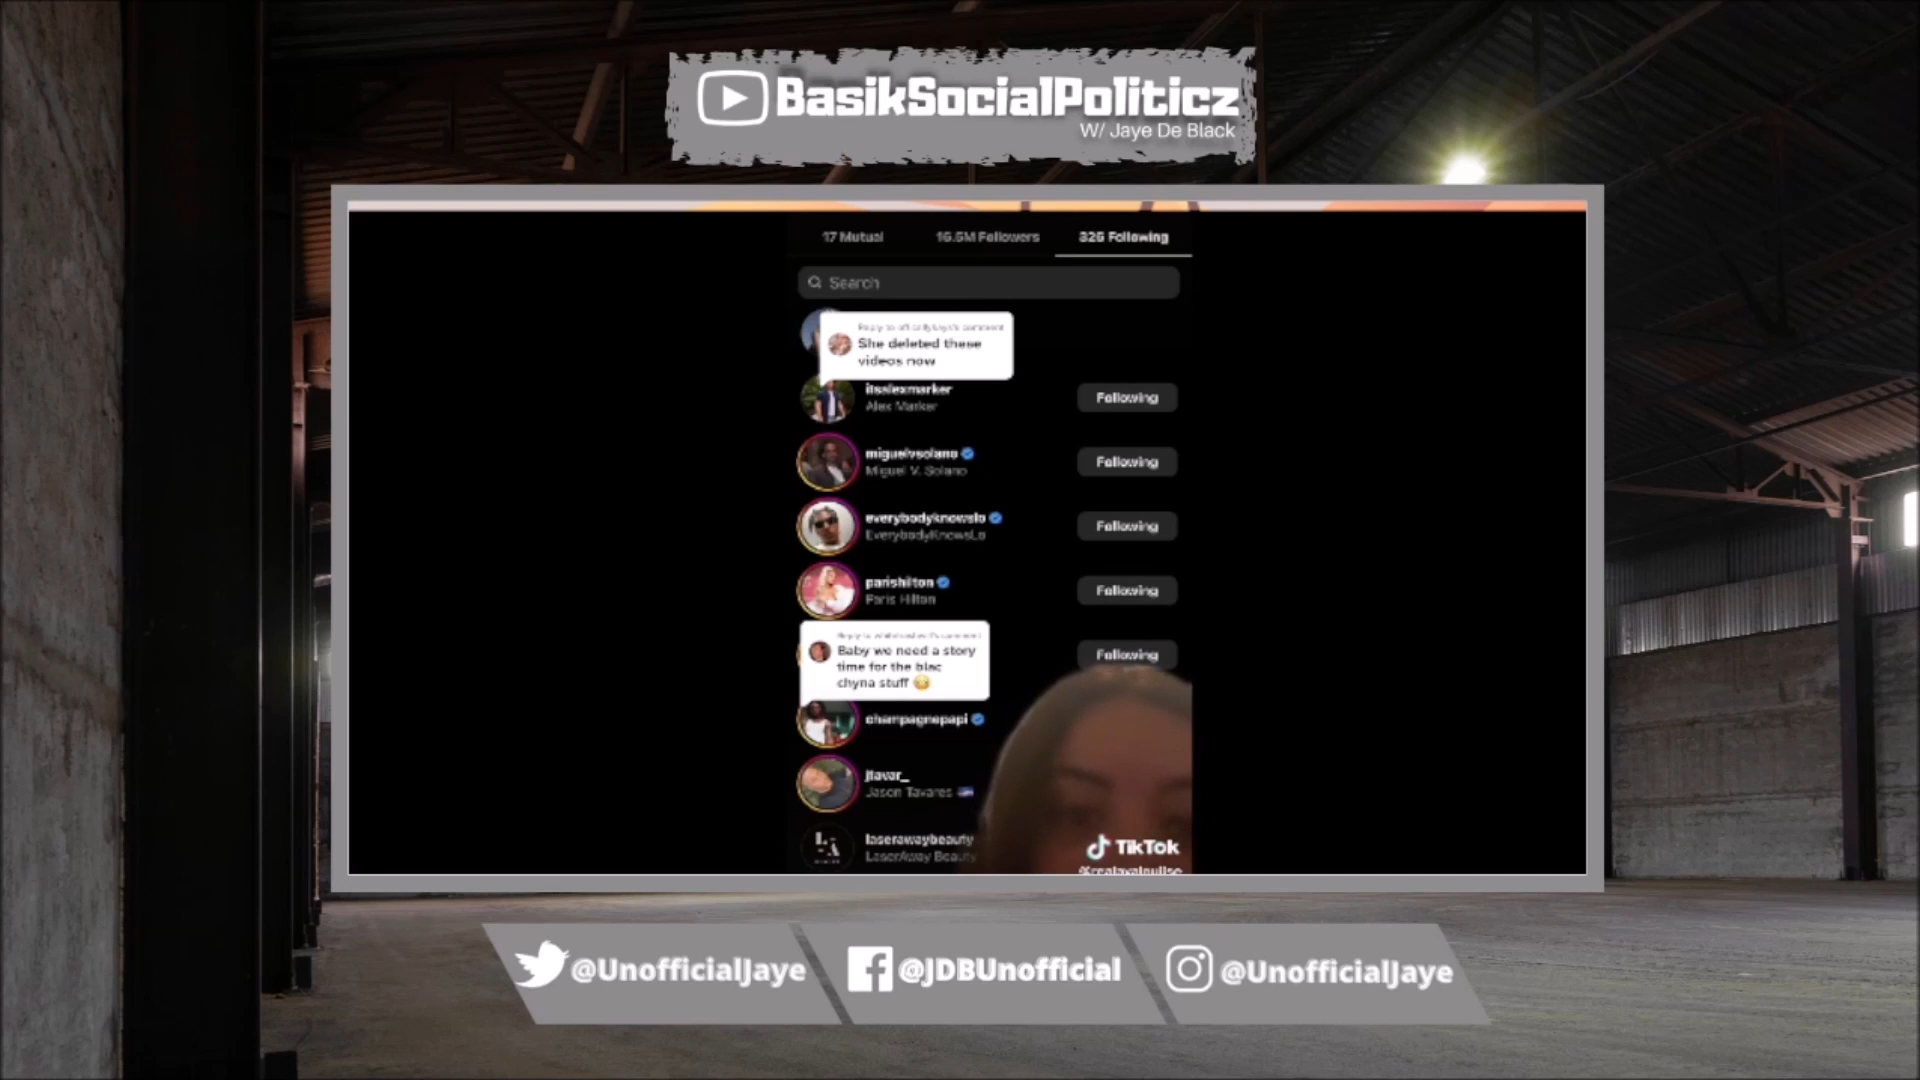 BasikSocialPoliticz
W/ Jaye De Black
17 Mutual
16.5M Followers
326 Following
Search
She deleted these
videos now
itsalexmarker
Alex Marker
Following
miguelvsolano
Miguel V. Solano
Following
everybodyknowslo
EverybodyKnowsLo
Following
parishilton
Paris Hilton
Following
Baby we need a story
time for the blac
chyna stuff 😳
Following
champagnepapi
jtavar_
Jason Tavares
laserawaybeauty
LaserAway Beauty
TikTok
@UnofficialJaye
@JDBUnofficial
@UnofficialJaye